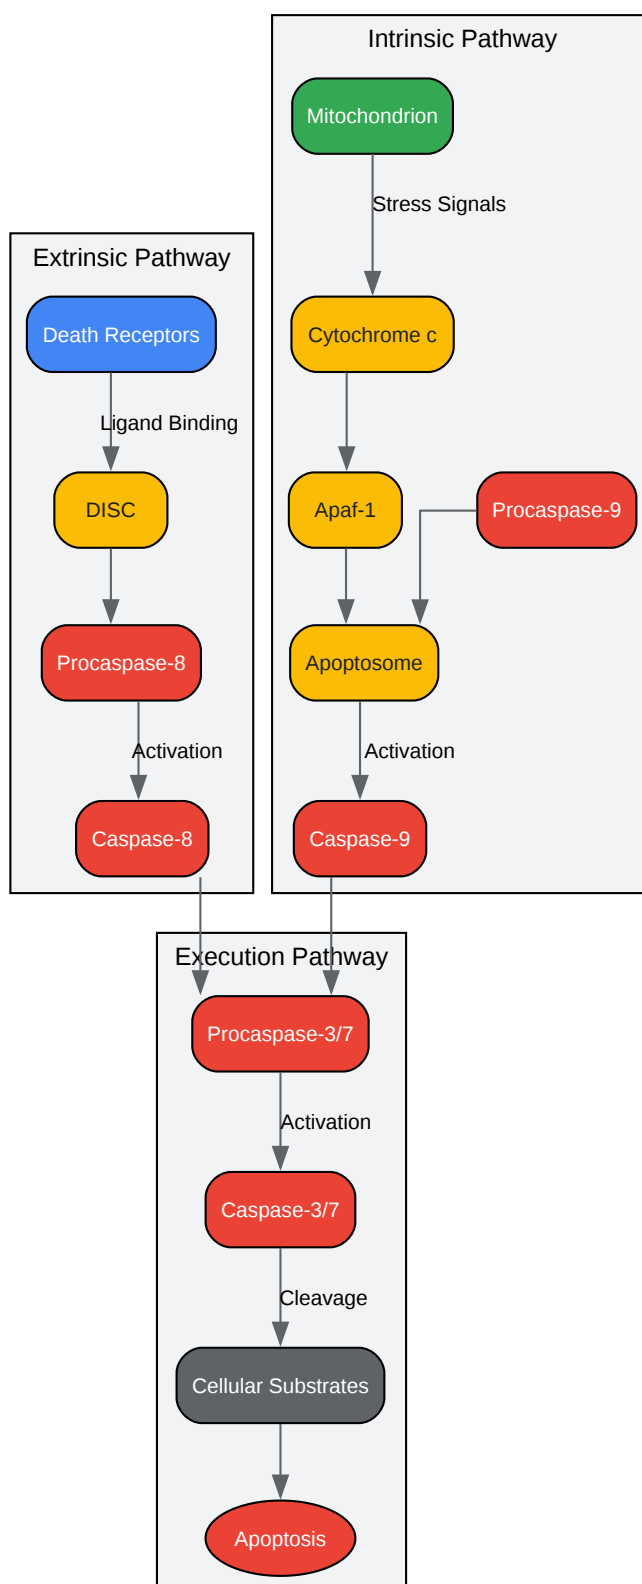 Intrinsic Pathway
Mitochondrion
Stress Signals
Extrinsic Pathway
Death Receptors
Cytochrome c
Ligand Binding
DISC
Apaf-1
Procaspase-9
Procaspase-8
Apoptosome
Activation
Activation
Caspase-8
Caspase-9
Execution Pathway
Procaspase-3/7
Activation
Caspase-3/7
Cleavage
Cellular Substrates
Apoptosis